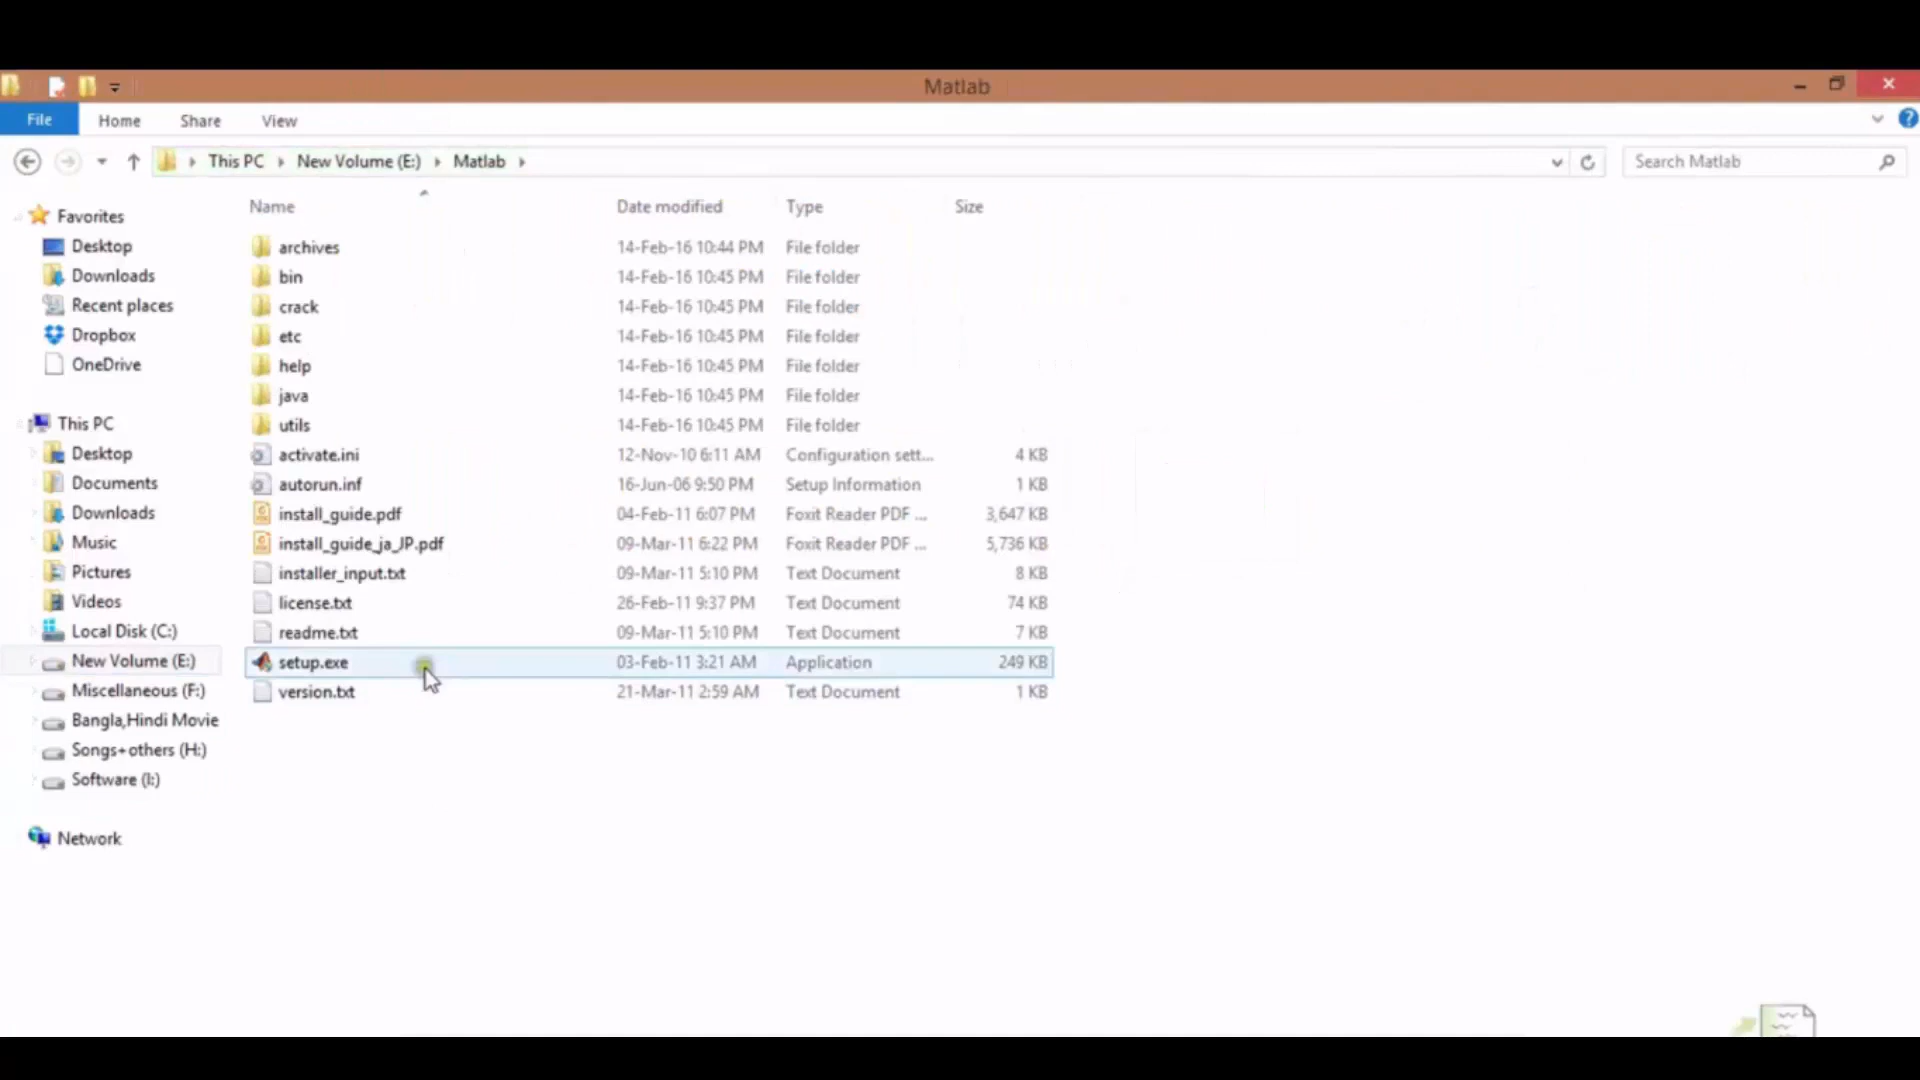 Matlab
File Home Share View
This PC New Volume (E:) Matlab Search Matlab
Name Date modified Type Size
Favorites
Desktop
Downloads
Recent places
Dropbox
OneDrive
This PC
Desktop
Documents
Downloads
Music
Pictures
Videos
Local Disk (C:)
New Volume (E:)
Miscellaneous (F:)
Bangla,Hindi Movie
Songs+others (H:)
Software (I:)
Network
archives 14-Feb-16 10:44 PM File folder
bin 14-Feb-16 10:45 PM File folder
crack 14-Feb-16 10:45 PM File folder
etc 14-Feb-16 10:45 PM File folder
help 14-Feb-16 10:45 PM File folder
java 14-Feb-16 10:45 PM File folder
utils 14-Feb-16 10:45 PM File folder
activate.ini 12-Nov-10 6:11 AM Configuration sett... 4 KB
autorun.inf 16-Jun-06 9:50 PM Setup Information 1 KB
install_guide.pdf 04-Feb-11 6:07 PM Foxit Reader PDF ... 3,647 KB
install_guide_ja_JP.pdf 09-Mar-11 6:22 PM Foxit Reader PDF ... 5,736 KB
installer_input.txt 09-Mar-11 5:10 PM Text Document 8 KB
license.txt 26-Feb-11 9:37 PM Text Document 74 KB
readme.txt 09-Mar-11 5:10 PM Text Document 7 KB
setup.exe 03-Feb-11 3:21 AM Application 249 KB
version.txt 21-Mar-11 2:59 AM Text Document 1 KB